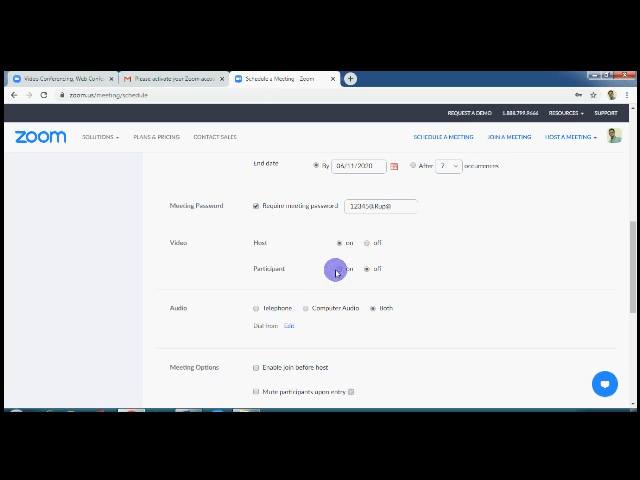 Video Conferencing, Web Confe
Please activate your Zoom accou
Schedule a Meeting - Zoom
zoom.us/meeting/schedule
REQUEST A DEMO 1.888.799.9666 RESOURCES SUPPORT
zoom SOLUTIONS PLANS & PRICING CONTACT SALES SCHEDULE A MEETING JOIN A MEETING HOST A MEETING
End date By 06/11/2020 After 7 occurrences
Meeting Password Require meeting password
Video Host on off
Participant on off
Audio Telephone Computer Audio Both
Dial from Edit
Meeting Options Enable join before host
Mute participants upon entry